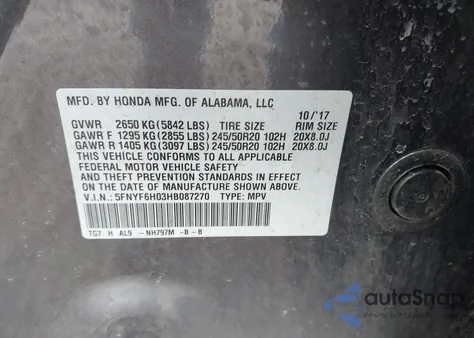 MFD. BY HONDA MFG. OF ALABAMA, LLC
10/'17
GVWR 2650 KG (5842 LBS) TIRE SIZE RIM SIZE
GAWR F 1295 KG (2855 LBS) 245/50R20 102H 20X8.0J
GAWR R 1405 KG (3097 LBS) 245/50R20 102H 20X8.0J
THIS VEHICLE CONFORMS TO ALL APPLICABLE
FEDERAL MOTOR VEHICLE SAFETY AND THEFT
PREVENTION STANDARDS IN EFFECT ON THE
DATE OF MANUFACTURE SHOWN ABOVE.
V.I.N.: 5FNYF6H03HB087270 TYPE: MPV
TG7 H AL9 -NH797M -B -B
autoSnap